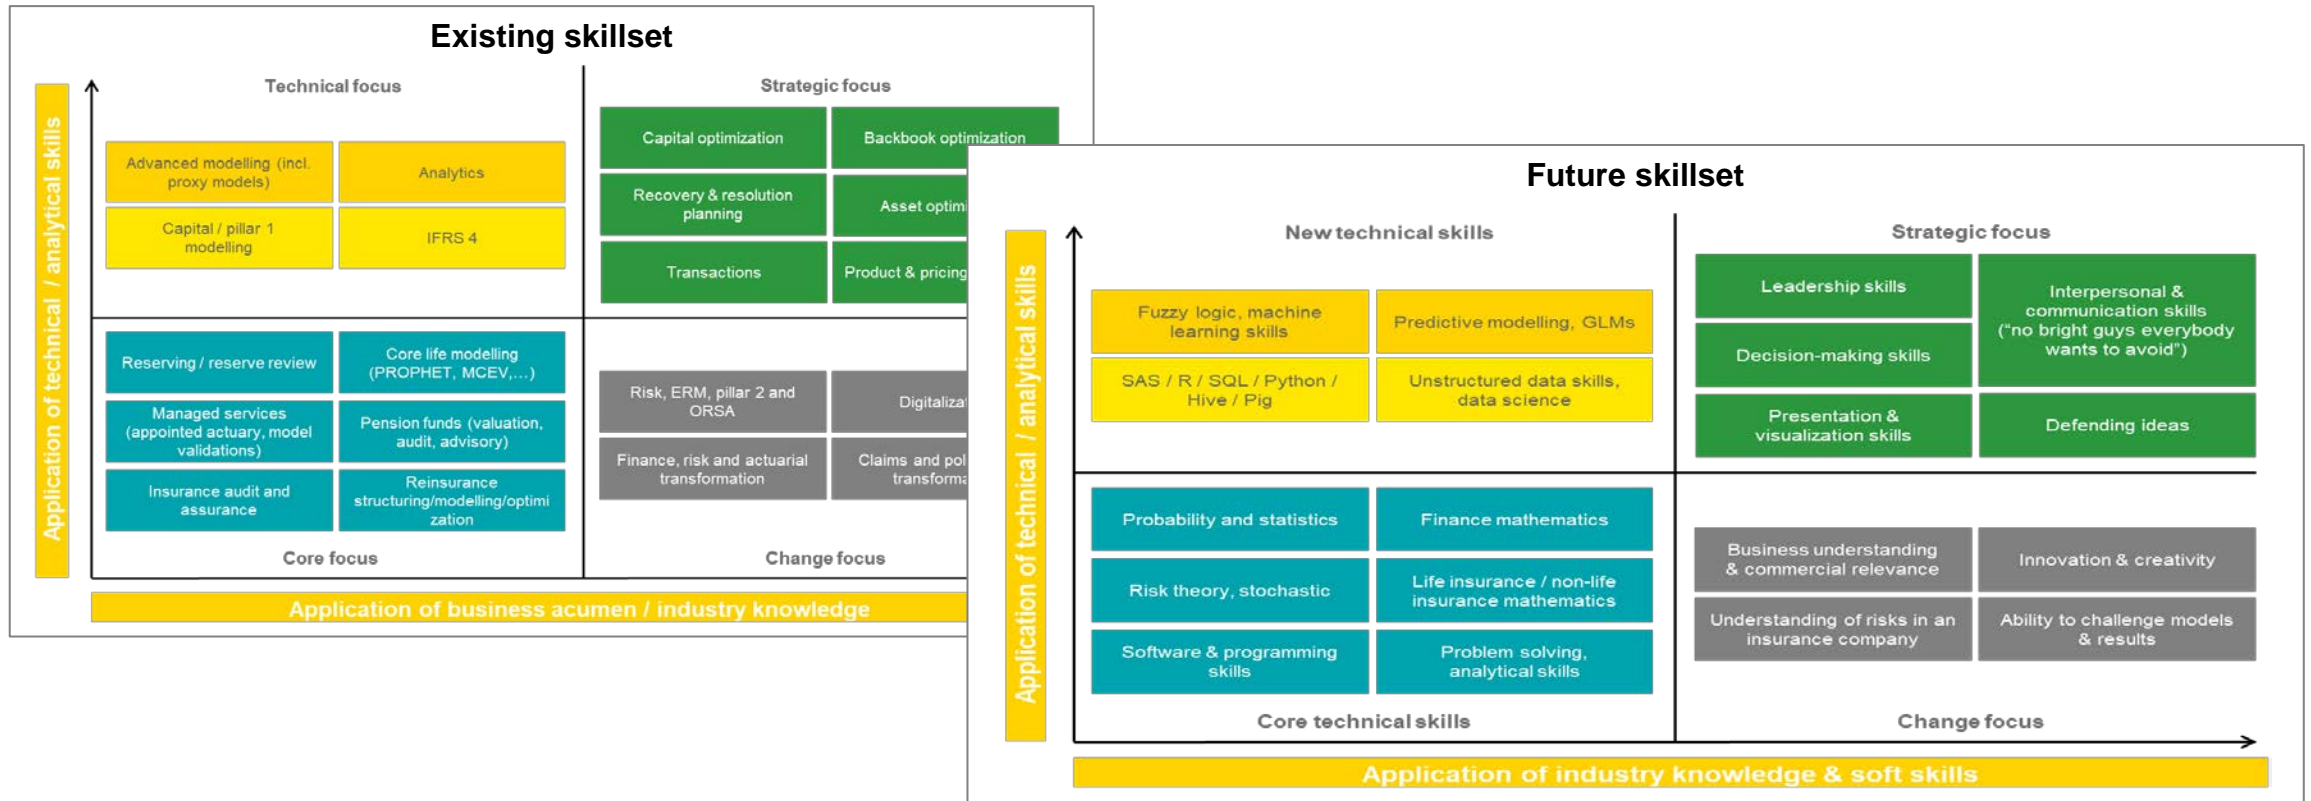 Existing skillset
Application of technical / analytical skills
Technical focus
Strategic focus
Advanced modelling (incl.
proxy models)
Analytics
Capital / pillar 1
modelling
IFRS 4
Capital optimization
Backbook optimization
Recovery & resolution
planning
Asset
Transactions
Product & pricing
Reserving / reserve review
Core life modelling
(PROPHET, MCEV,...)
Managed services
(appointed actuary, model
validations)
Pension funds (valuation,
audit, advisory)
Insurance audit and
assurance
Reinsurance
structuring/modelling/optimi
zation
Risk, ERM, pillar 2 and
ORSA
Finance, risk and actuarial
transformation
Claims and
Core focus
Change focus
Application of business acumen / industry knowledge
Future skillset
Application of technical / analytical skills
New technical skills
Strategic focus
Fuzzy logic, machine
learning skills
Predictive modelling, GLMs
SAS / R / SQL / Python /
Hive / Pig
Unstructured data skills,
data science
Leadership skills
Interpersonal &
communication skills
("no bright guys everybody
wants to avoid")
Decision-making skills
Presentation &
visualization skills
Defending ideas
Probability and statistics
Finance mathematics
Risk theory, stochastic
Life insurance / non-life
insurance mathematics
Software & programming
skills
Problem solving,
analytical skills
Business understanding
& commercial relevance
Innovation & creativity
Understanding of risks in an
insurance company
Ability to challenge models
& results
Core technical skills
Change focus
Application of industry knowledge & soft skills